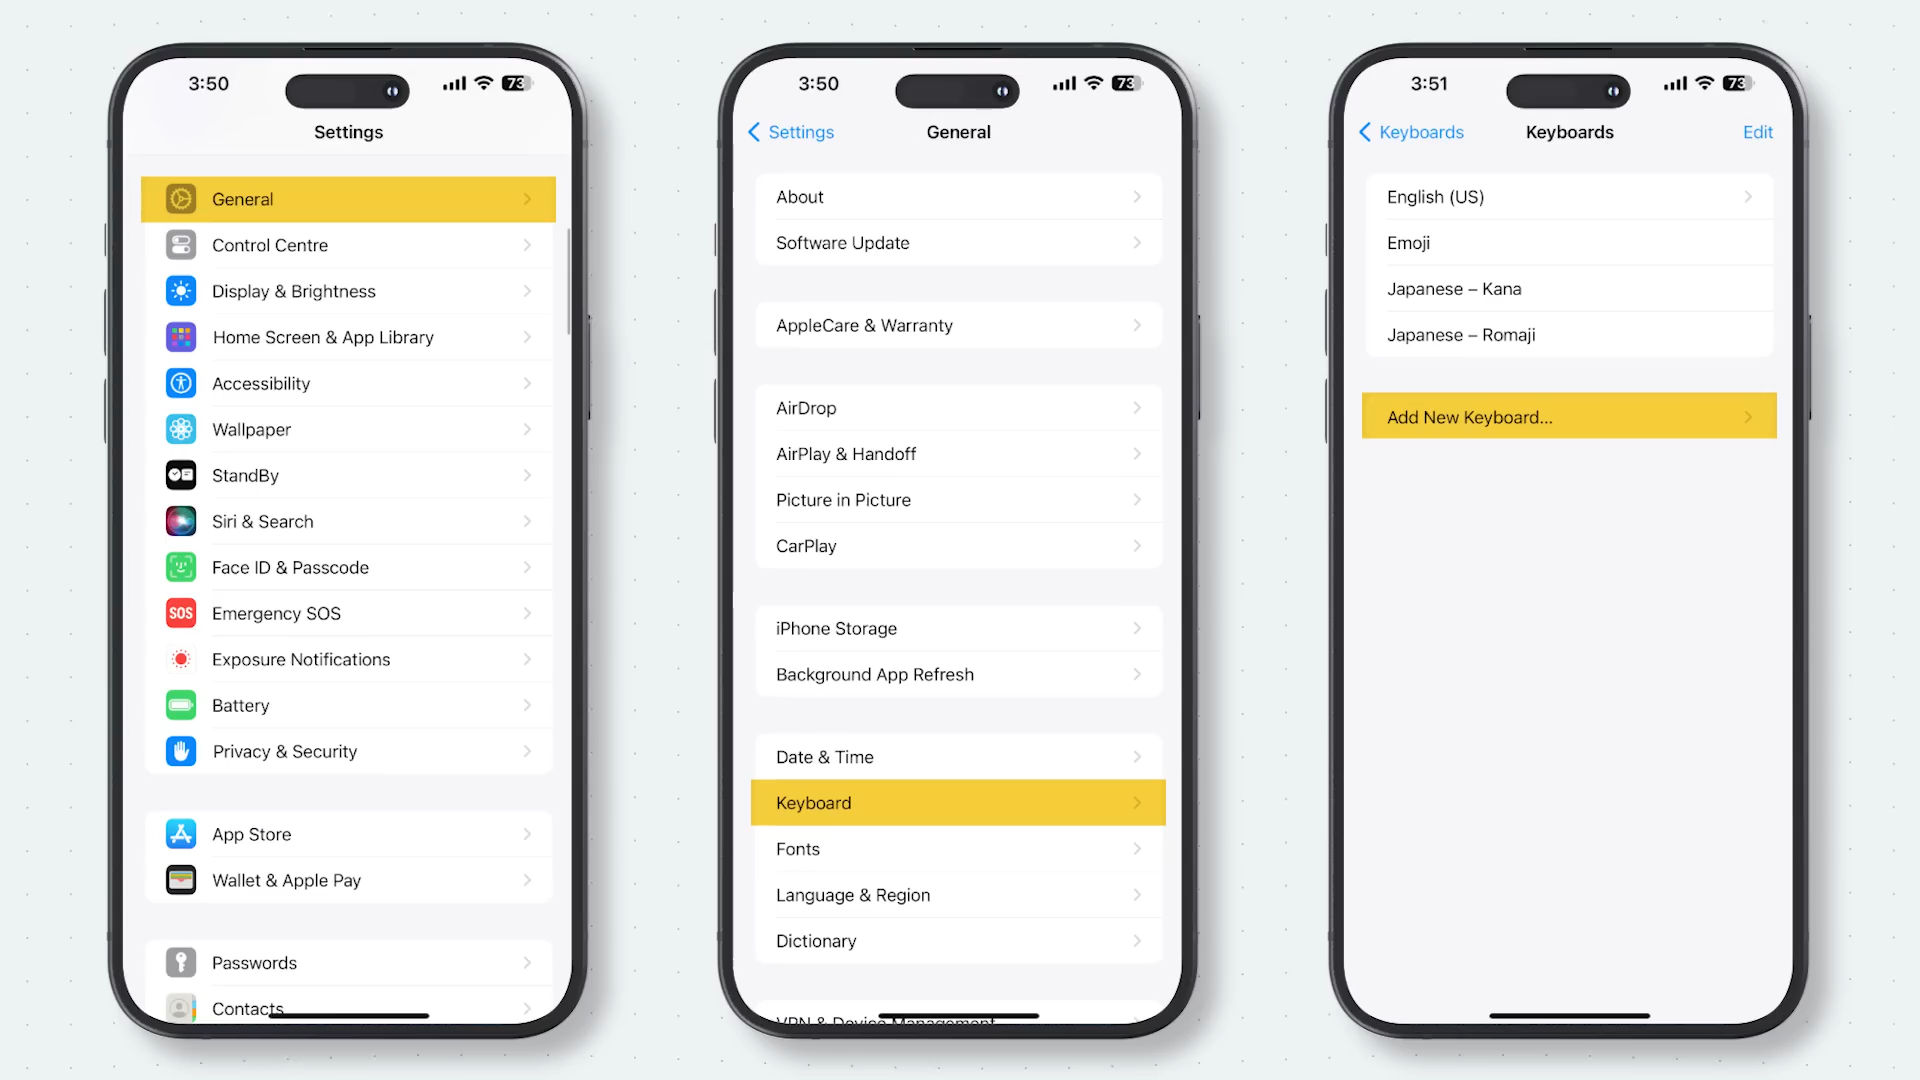 3:50
73
Settings
General
Control Centre
Display & Brightness
Home Screen & App Library
Accessibility
Wallpaper
StandBy
Siri & Search
Face ID & Passcode
SOS
Emergency SOS
Exposure Notifications
Battery
Privacy & Security
App Store
Wallet & Apple Pay
Passwords
Contacts
3:50
73
Settings
General
About
Software Update
AppleCare & Warranty
AirDrop
AirPlay & Handoff
Picture in Picture
CarPlay
iPhone Storage
Background App Refresh
Date & Time
Keyboard
Fonts
Language & Region
Dictionary
VPN & Device Management
3:51
73
Keyboards
Keyboards
Edit
English (US)
Emoji
Japanese – Kana
Japanese – Romaji
Add New Keyboard...